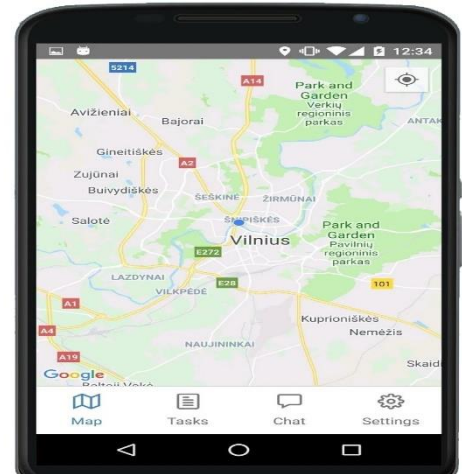 12:34
5214
A14
Park and
Garden
Verkių
regioninis
parkas
Avižieniai
Bajorai
ANTAK
Gineitiškės
A2
Zujūnai
Buivydiškės
ŠEŠKINĖ
ŽIRMŪNAI
Salotė
ŠNIPIŠKĖS
Park and
Garden
Pavilnių
regioninis
parkas
Vilnius
E272
LAZDYNAI
E28
101
VILKPĖDĖ
A1
Kuprioniškės
A4
Nemėžis
NAUJININKAI
A19
Skaid
Google
Map
Tasks
Chat
Settings